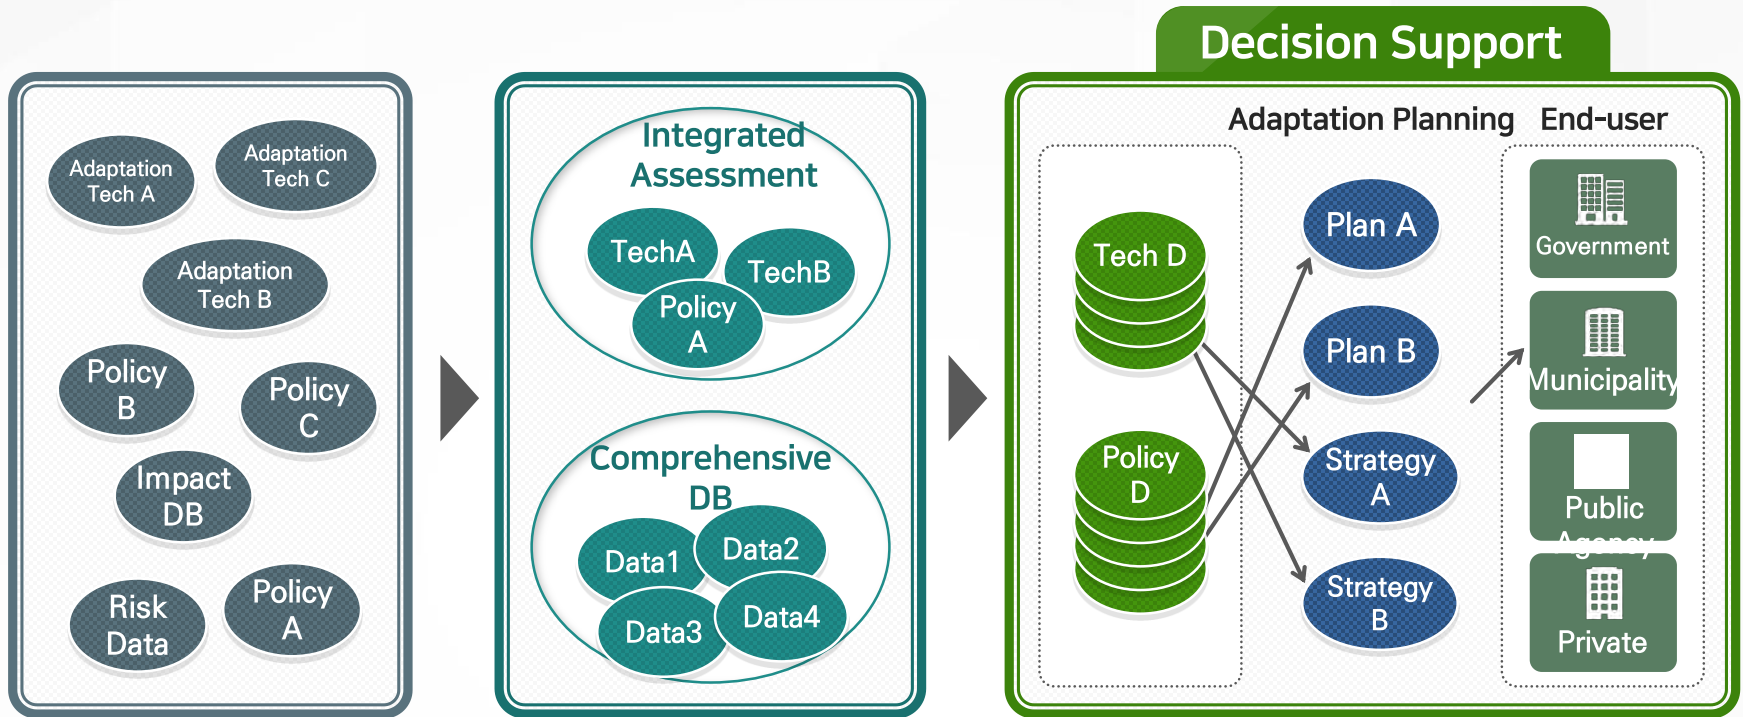 Decision Support
Adaptation
Tech A
Adaptation
Tech C
Adaptation
Tech B
Policy
B
Policy
C
Impact
DB
Risk
Data
Policy
A
Integrated
Assessment
TechA
TechB
Policy
A
Comprehensive
DB
Data1
Data2
Data3
Data4
Adaptation Planning
End-user
Tech D
Policy
D
Plan A
Plan B
Strategy
A
Strategy
B
Government
Municipality
Public
Agency
Private